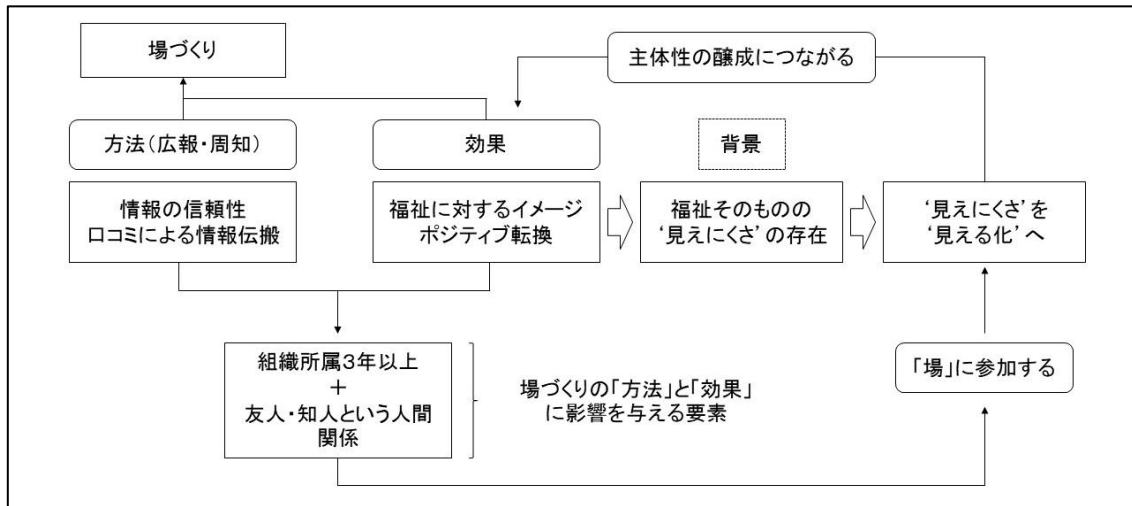 場づくり
主体性の醸成につながる
方法(広報・周知)
効果
背景
情報の信頼性
口コミによる情報伝搬
福祉に対するイメージ
ポジティブ転換
福祉そのものの
‘見えにくさ’の存在
‘見えにくさ’を
‘見える化’へ
組織所属3年以上
+
友人・知人という人間
関係
場づくりの「方法」と「効果」
に影響を与える要素
「場」に参加する